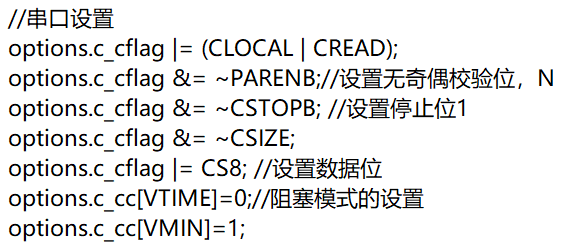 //串口设置
options.c_cflag |= (CLOCAL | CREAD);
options.c_cflag &= ~PARENB;//设置无奇偶校验位，N
options.c_cflag &= ~CSTOPB; //设置停止位1
options.c_cflag &= ~CSIZE;
options.c_cflag |= CS8; //设置数据位
options.c_cc[VTIME]=0;//阻塞模式的设置
options.c_cc[VMIN]=1;